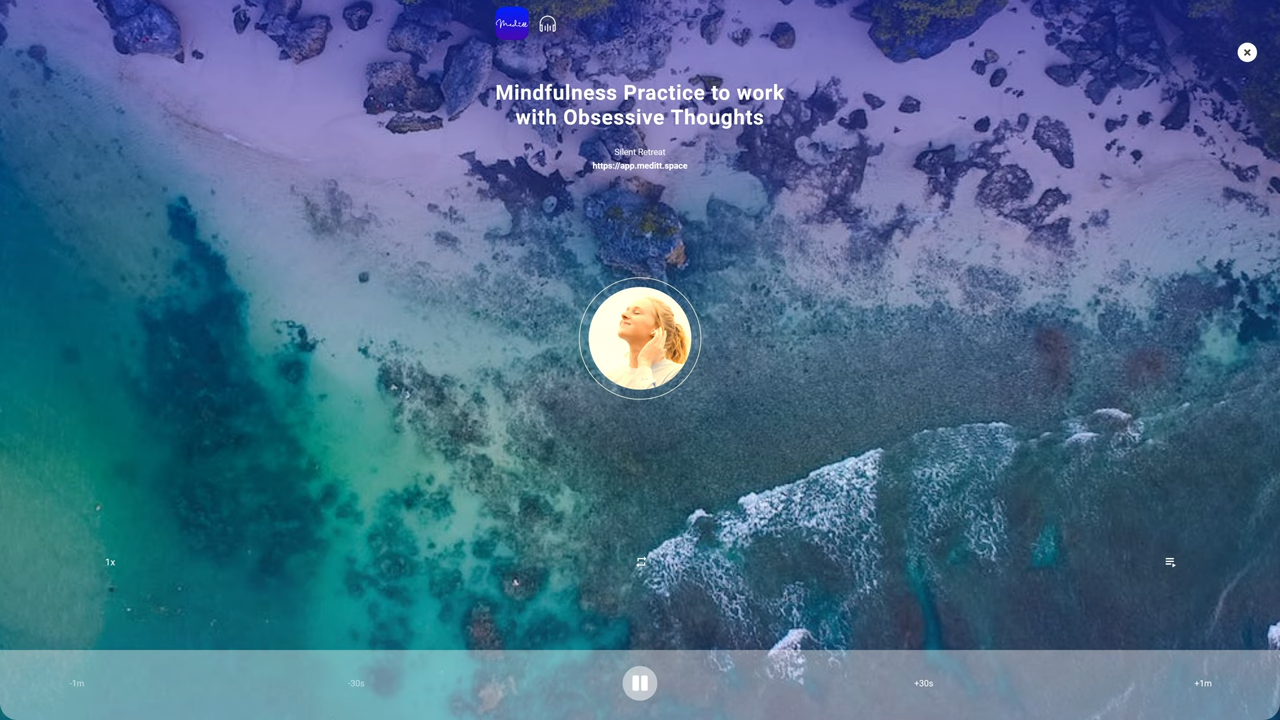 Meditt
Mindfulness Practice to work
with Obsessive Thoughts
Silent Retreat
https://app.meditt.space
1x
-1m
-30s
+30s
+1m